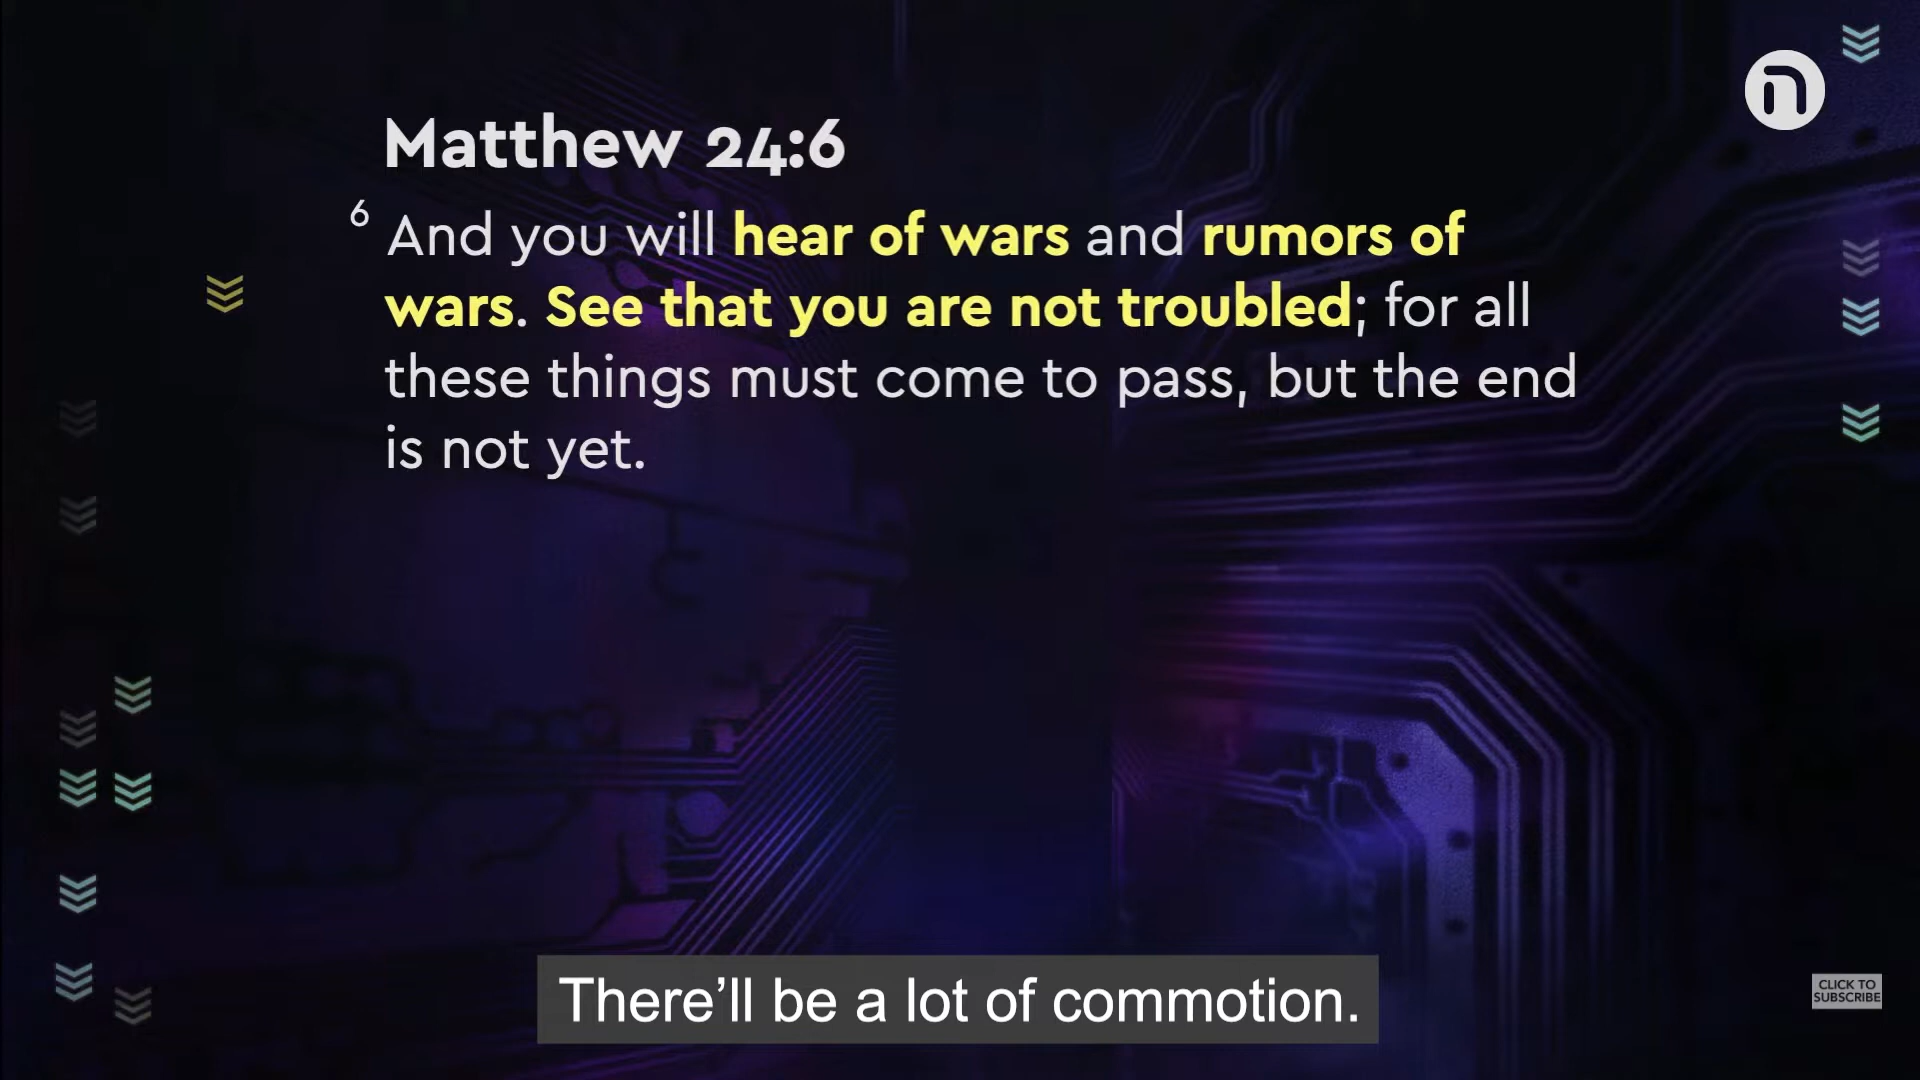 Matthew 24:6
6 And you will hear of wars and rumors of
wars. See that you are not troubled; for all
these things must come to pass, but the end
is not yet.
There’ll be a lot of commotion.
CLICK TO
SUBSCRIBE